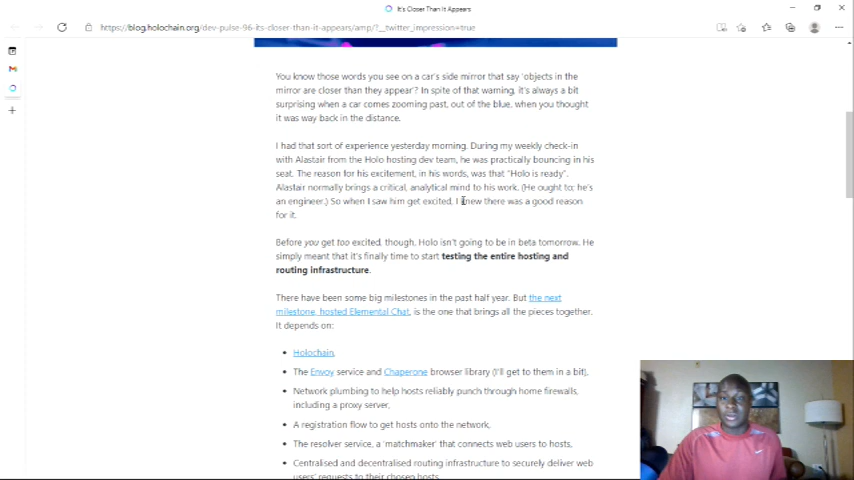 It's Closer Than It Appears
https://blog.holochain.org/dev-pulse-96-its-closer-than-it-appears/amp/?__twitter_impression=true
You know those words you see on a car's side mirror that say 'objects in the
mirror are closer than they appear'? In spite of that warning, it's always a bit
surprising when a car comes zooming past, out of the blue, when you thought
it was way back in the distance.
I had that sort of experience yesterday morning. During my weekly check-in
with Alastair from the Holo hosting dev team, he was practically bouncing in his
seat. The reason for his excitement, in his words, was that "Holo is ready".
Alastair normally brings a critical, analytical mind to his work. (He ought to; he's
an engineer.) So when I saw him get excited, I knew there was a good reason
for it.
Before you get too excited, though, Holo isn't going to be in beta tomorrow. He
simply meant that it's finally time to start testing the entire hosting and
routing infrastructure.
There have been some big milestones in the past half year. But the next
milestone, hosted Elemental Chat, is the one that brings all the pieces together.
It depends on:
• Holochain,
• The Envoy service and Chaperone browser library (I'll get to them in a bit),
• Network plumbing to help hosts reliably punch through home firewalls,
including a proxy server,
• A registration flow to get hosts onto the network,
• The resolver service, a 'matchmaker' that connects web users to hosts,
• Centralised and decentralised routing infrastructure to securely deliver web
users' requests to their chosen hosts